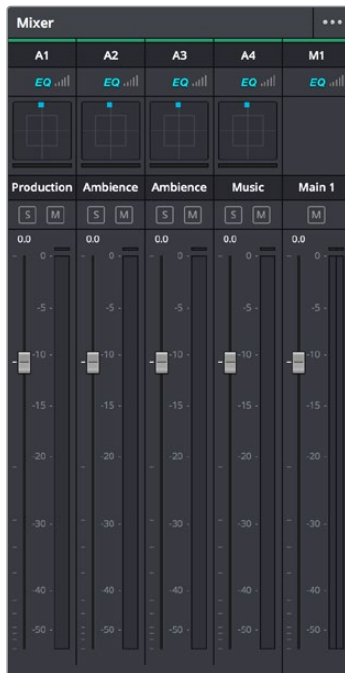 Mixer •••
A1 A2 A3 A4 M1
EQ EQ EQ EQ EQ
Production Ambience Ambience Music Main 1
S M S M S M S M M
0.0 0.0 0.0 0.0 0.0
0 0 0 0 0
-5 -5 -5 -5 -5
-10 -10 -10 -10 -10
-15 -15 -15 -15 -15
-20 -20 -20 -20 -20
-30 -30 -30 -30 -30
-40 -40 -40 -40 -40
-50 -50 -50 -50 -50